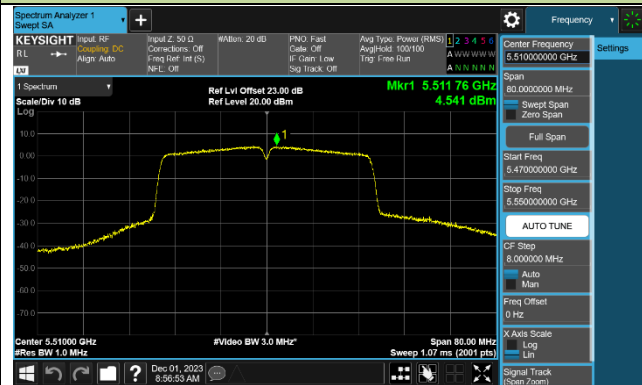 Spectrum Analyzer 1
Swept SA
Frequency
KEYSIGHT
RL
Input: RF
Coupling: DC
Align: Auto
Input Z: 50 Ω
Corrections: Off
Freq Ref: Int (S)
NFE: Off
#Atten: 20 dB
PNO: Fast
Gate: Off
IF Gain: Low
Sig Track: Off
Avg Type: Power (RMS)
Avg|Hold: 100/100
Trig: Free Run
1 2 3 4 5 6
A W W W W W
A N N N N N
LXI
1 Spectrum
Scale/Div 10 dB
Log
Ref Lvl Offset 23.00 dB
Ref Level 20.00 dBm
Mkr1 5.511 76 GHz
4.541 dBm
1
10.0
0.00
-10.0
-20.0
-30.0
-40.0
-50.0
-60.0
-70.0
Center 5.51000 GHz
#Res BW 1.0 MHz
#Video BW 3.0 MHz*
Span 80.00 MHz
Sweep 1.07 ms (2001 pts)
Dec 01, 2023
8:56:53 AM
Center Frequency
5.510000000 GHz
Settings
Span
80.0000000 MHz
Swept Span
Zero Span
Full Span
Start Freq
5.470000000 GHz
Stop Freq
5.550000000 GHz
AUTO TUNE
CF Step
8.000000 MHz
Auto
Man
Freq Offset
0 Hz
X Axis Scale
Log
Lin
Signal Track
(Span Zoom)